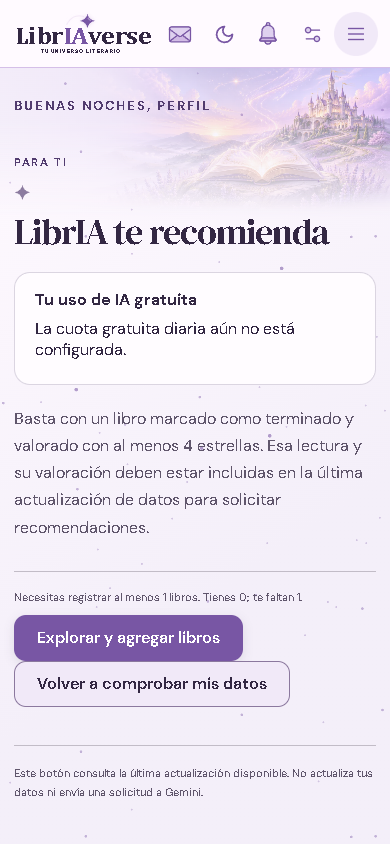 LibrIAverse
TU UNIVERSO LITERARIO
BUENAS NOCHES, PERFIL
PARA TI
LibrIA te recomienda
Tu uso de IA gratuita
La cuota gratuita diaria aún no está
configurada.
Basta con un libro marcado como terminado y
valorado con al menos 4 estrellas. Esa lectura y
su valoración deben estar incluidas en la última
actualización de datos para solicitar
recomendaciones.
Necesitas registrar al menos 1 libros. Tienes 0; te faltan 1.
Explorar y agregar libros
Volver a comprobar mis datos
Este botón consulta la última actualización disponible. No actualiza tus
datos ni envía una solicitud a Gemini.